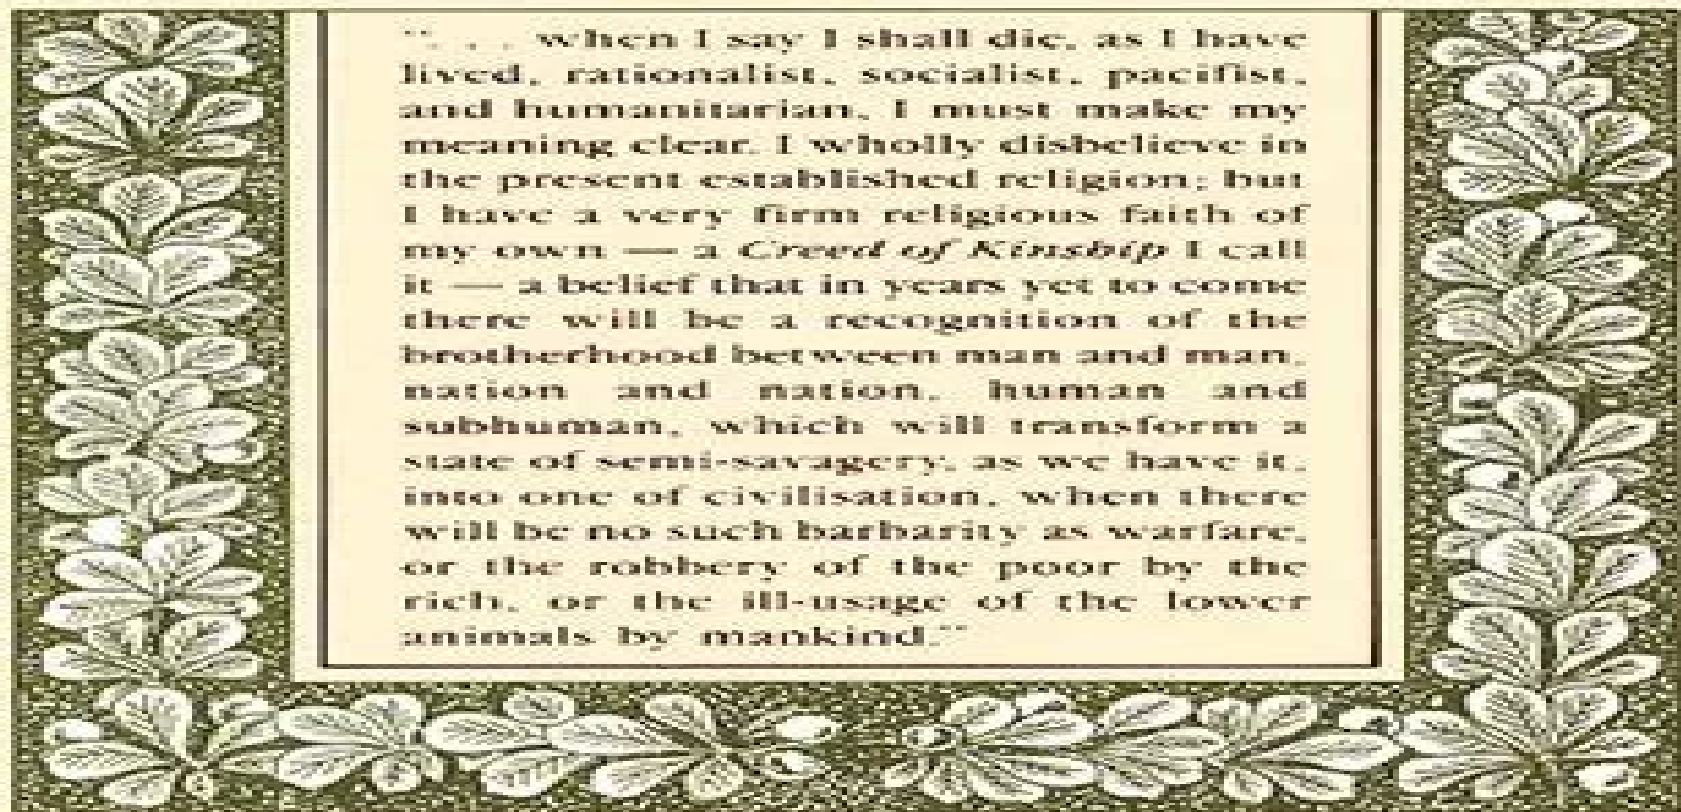 “. . . when I say I shall die, as I have
lived, rationalist, socialist, pacifist,
and humanitarian, I must make my
meaning clear. I wholly disbelieve in
the present established religion; but
I have a very firm religious faith of
my own — a Creed of Kinship I call
it — a belief that in years yet to come
there will be a recognition of the
brotherhood between man and man,
nation and nation, human and
subhuman, which will transform a
state of semi-savagery, as we have it,
into one of civilisation, when there
will be no such barbarity as warfare,
or the robbery of the poor by the
rich, or the ill-usage of the lower
animals by mankind.”